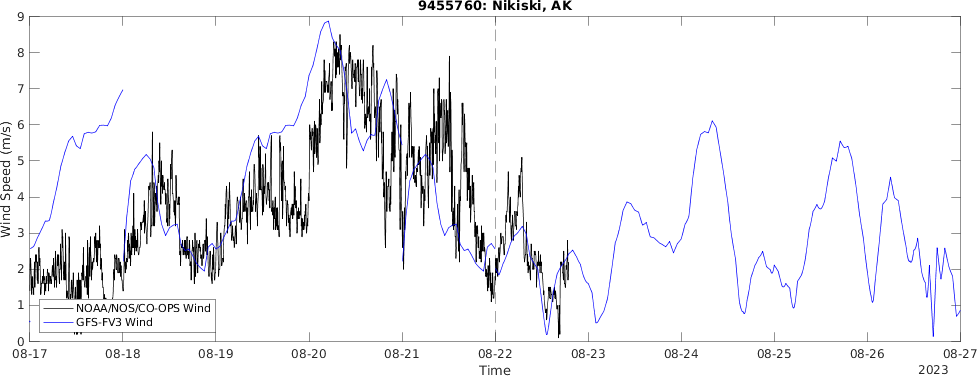 9455760: Nikiski, AK
Wind Speed (m/s)
9
8
7
6
5
4
3
2
1
0
NOAA/NOS/CO-OPS Wind
GFS-FV3 Wind
08-17 08-18 08-19 08-20 08-21 08-22 08-23 08-24 08-25 08-26 08-27
Time
2023